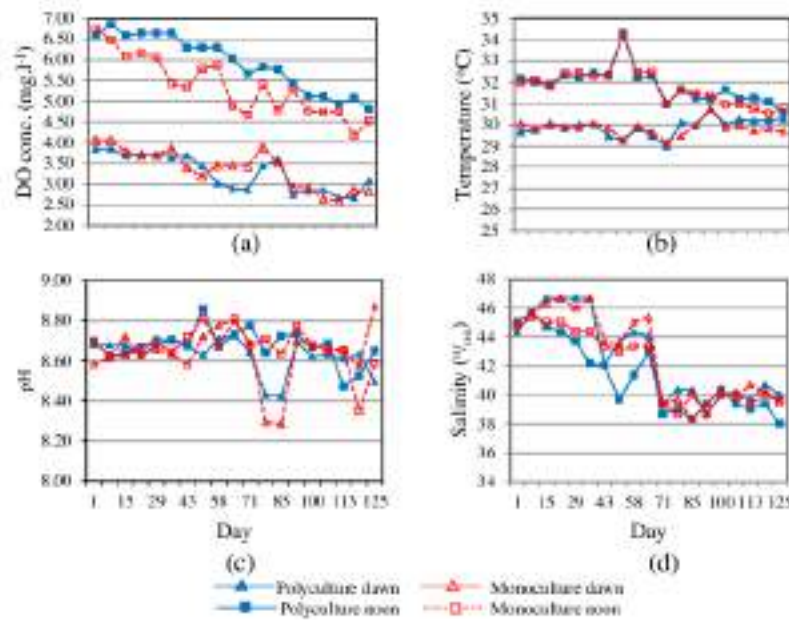 7.00
6.50
6.00
5.50
5.00
4.50
4.00
3.50
3.00
2.50
2.00
DO conc. (mg.l⁻¹)
(a)
35
34
33
32
31
30
29
28
27
26
25
Temperature (°C)
(b)
9.00
8.80
8.60
8.40
8.20
8.00
pH
1 15 29 43 58 71 85 100 113 125
Day
(c)
48
46
44
42
40
38
36
34
Salinity
1 15 29 43 58 71 85 100 113 125
Day
(d)
Polyculture dawn Monoculture dawn
Polyculture noon Monoculture noon